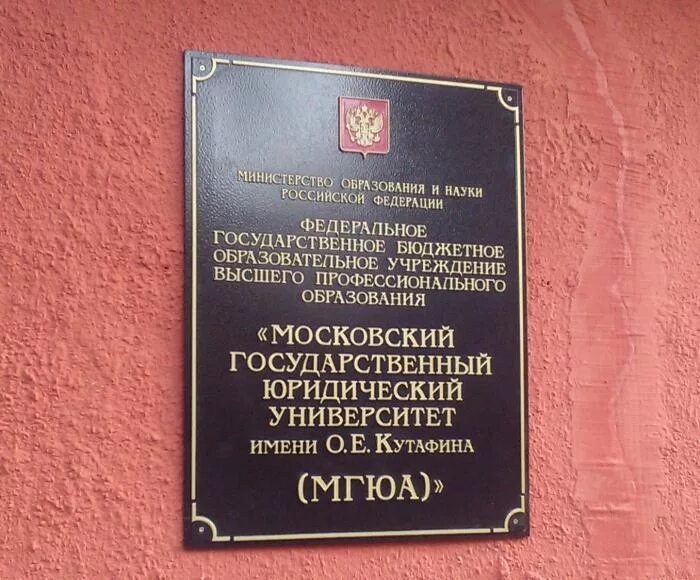 МИНИСТЕРСТВО ОБРАЗОВАНИЯ И НАУКИ
РОССИЙСКОЙ ФЕДЕРАЦИИ
ФЕДЕРАЛЬНОЕ
ГОСУДАРСТВЕННОЕ БЮДЖЕТНОЕ
ОБРАЗОВАТЕЛЬНОЕ УЧРЕЖДЕНИЕ
ВЫСШЕГО ПРОФЕССИОНАЛЬНОГО
ОБРАЗОВАНИЯ
«МОСКОВСКИЙ
ГОСУДАРСТВЕННЫЙ
ЮРИДИЧЕСКИЙ
УНИВЕРСИТЕТ
ИМЕНИ О.Е. КУТАФИНА
(МГЮА)»